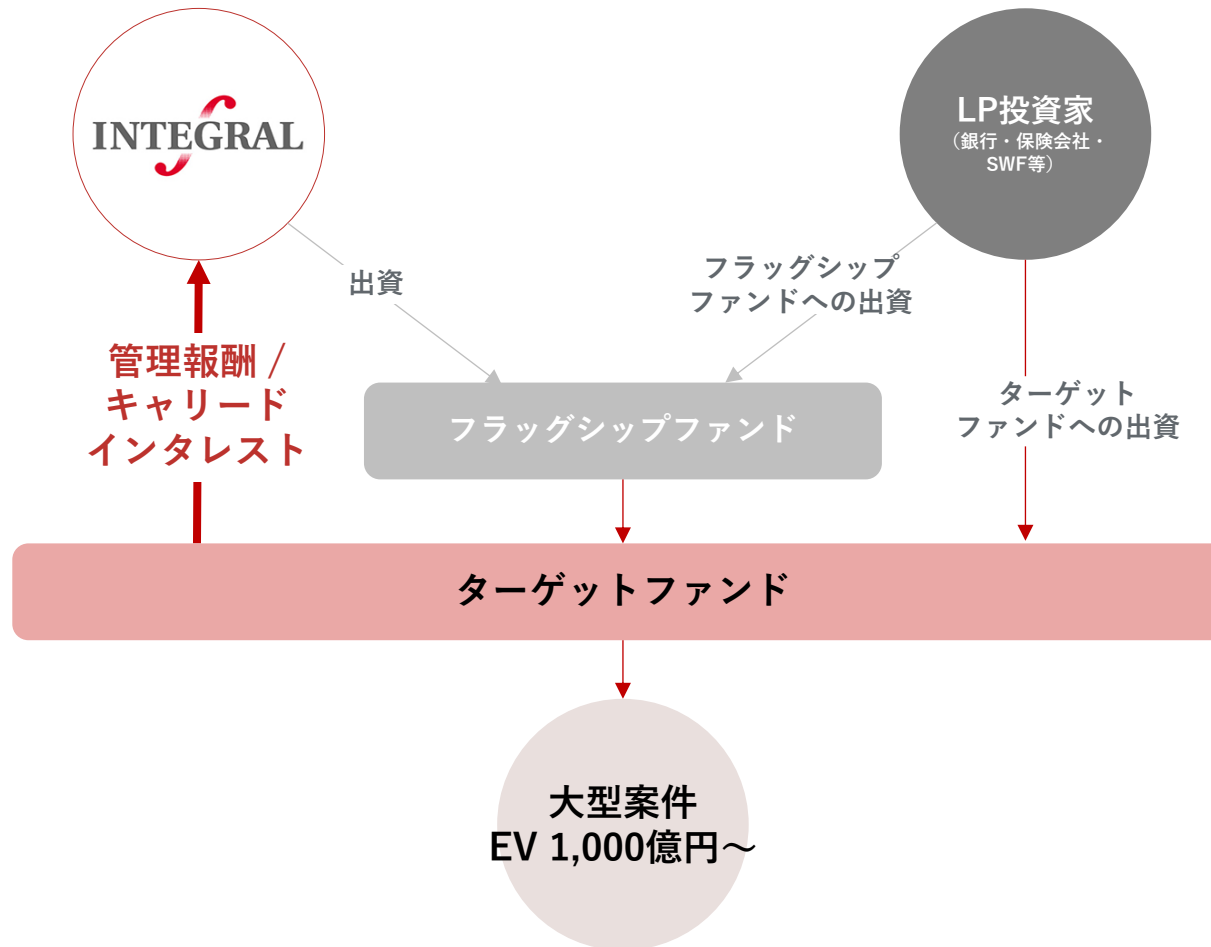 INTEGRAL
LP投資家
（銀行・保険会社・
SWF等）
出資
フラッグシップ
ファンドへの出資
管理報酬 /
キャリード
インタレスト
フラッグシップファンド
ターゲット
ファンドへの出資
ターゲットファンド
大型案件
EV 1,000億円～